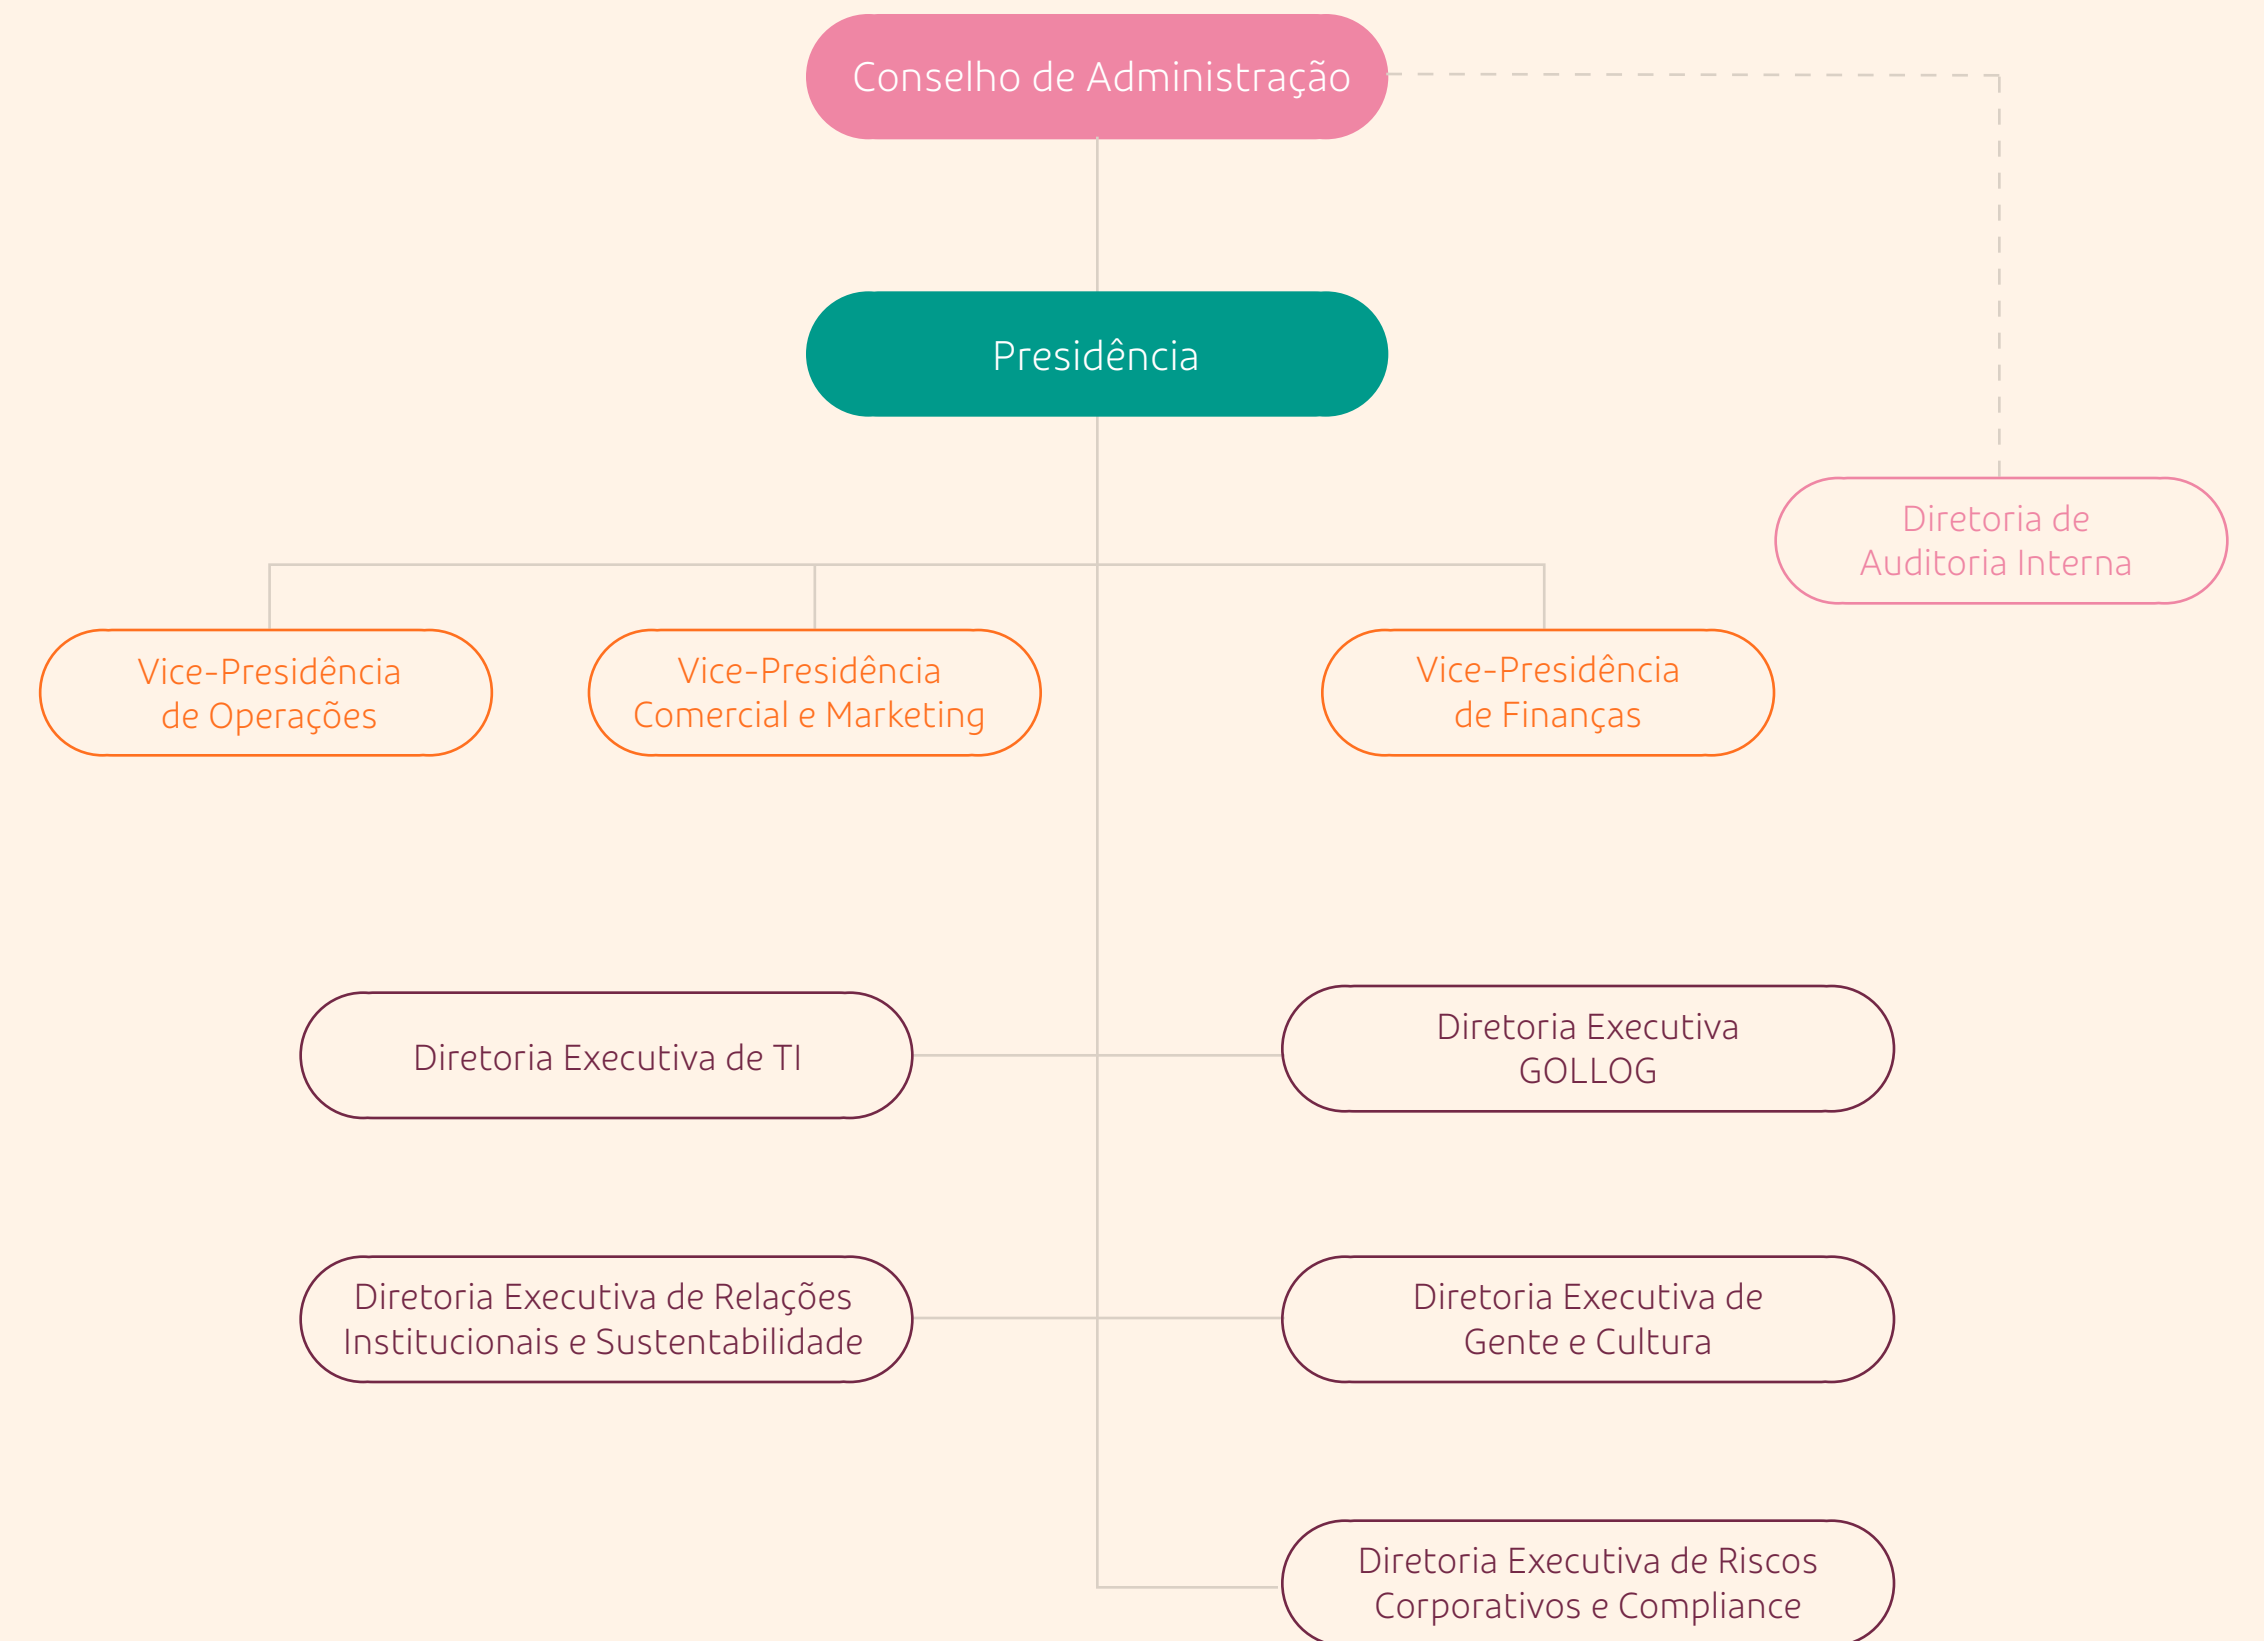 Conselho de Administração
Presidência
Diretoria de
Auditoria Interna
Vice-Presidência
de Operações
Vice-Presidência
Comercial e Marketing
Vice-Presidência
de Finanças
Diretoria Executiva de TI
Diretoria Executiva
GOLLOG
Diretoria Executiva de Relações
Institucionais e Sustentabilidade
Diretoria Executiva de
Gente e Cultura
Diretoria Executiva de Riscos
Corporativos e Compliance